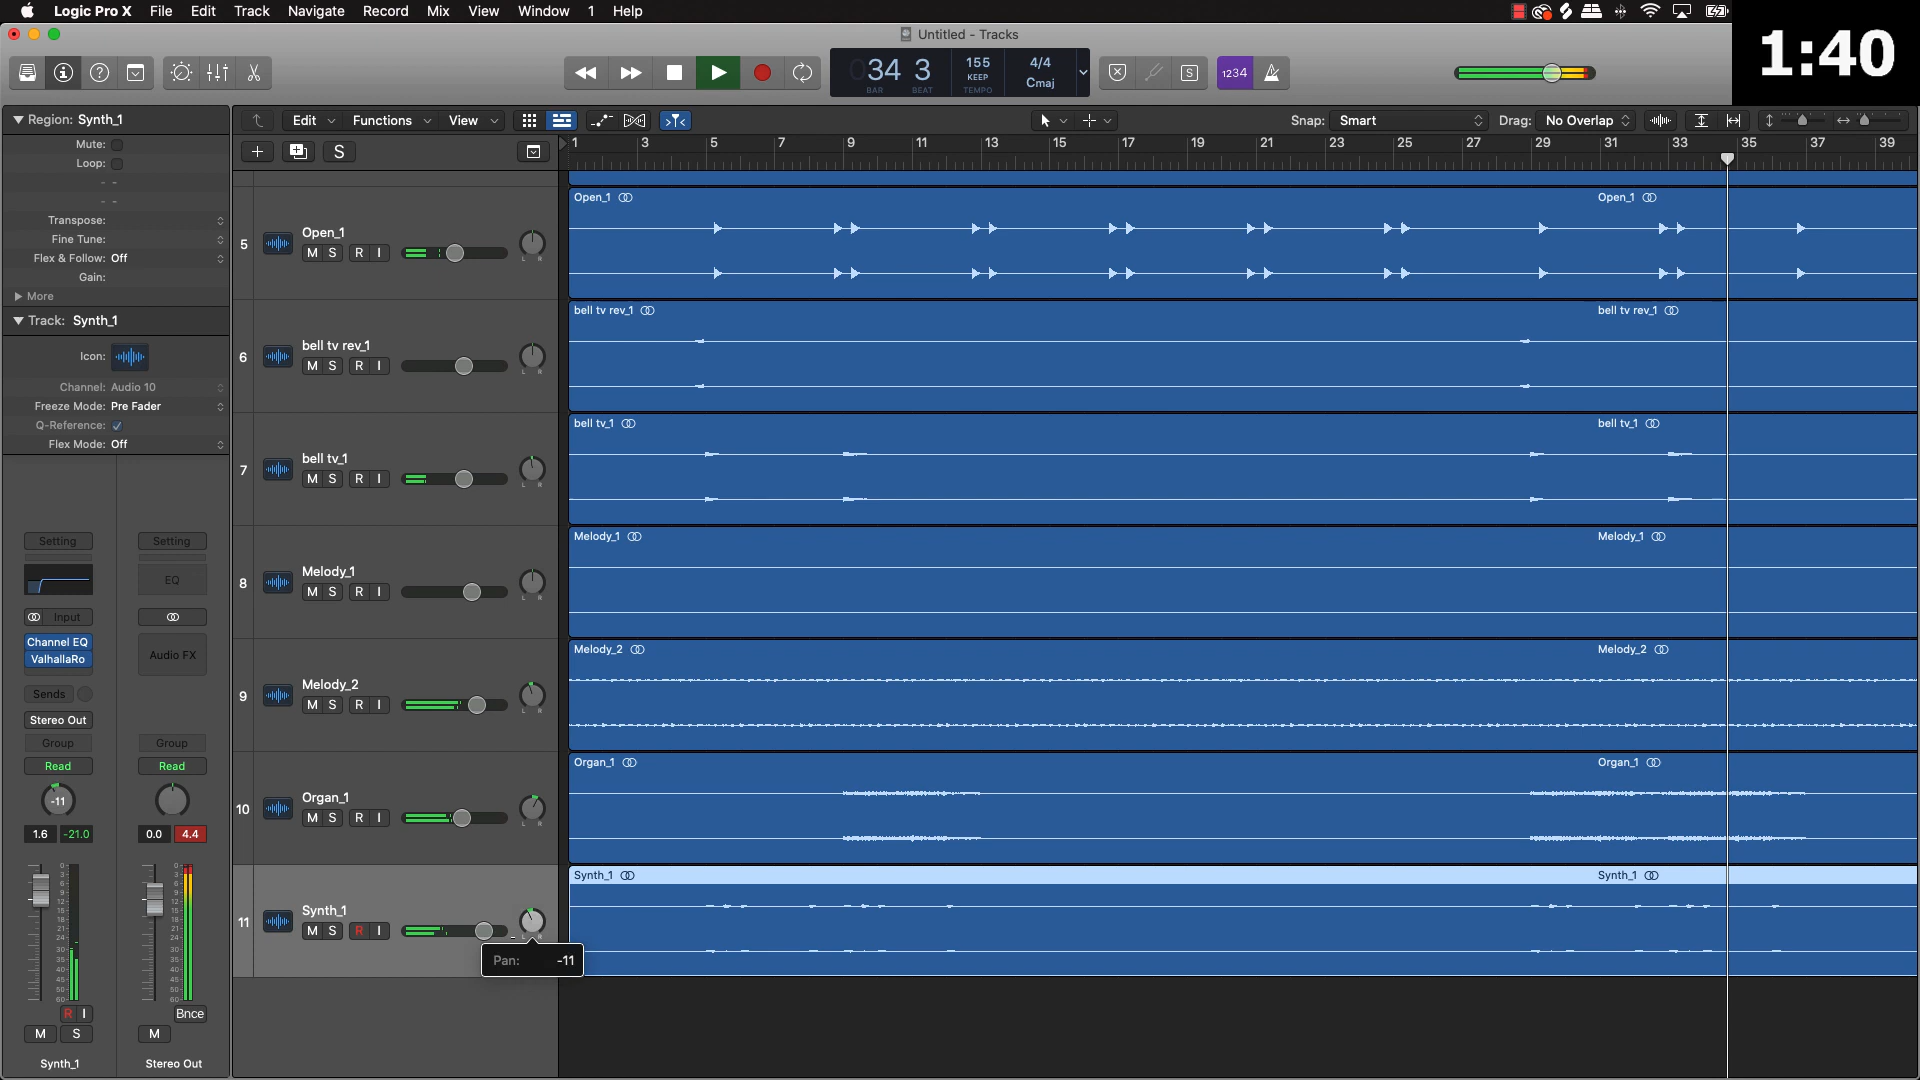 Logic Pro X File Edit Track Navigate Record Mix View Window 1 Help
Untitled - Tracks
1:40
034 3 155 4/4
KEEP Cmaj
BAR BEAT TEMPO
S 1234
Region: Synth_1
Edit Functions View Snap: Smart Drag: No Overlap
Mute:
Loop:
S
1 3 5 7 9 11 13 15 17 19 21 23 25 27 29 31 33 35 37 39
- -
- -
Transpose:
Fine Tune:
Flex & Follow: Off
Gain:
More
Track: Synth_1
Icon:
Channel: Audio 10
Freeze Mode: Pre Fader
Q-Reference:
Flex Mode: Off
5 Open_1
M S R I
L R
Open_1 Open_1
6 bell tv rev_1
M S R I
L R
bell tv rev_1 bell tv rev_1
7 bell tv_1
M S R I
L R
bell tv_1 bell tv_1
8 Melody_1
M S R I
L R
Melody_1 Melody_1
9 Melody_2
M S R I
L R
Melody_2 Melody_2
10 Organ_1
M S R I
L R
Organ_1 Organ_1
11 Synth_1
M S R I
L R
Synth_1 Synth_1
Pan: -11
Setting Setting
EQ
Input
Channel EQ
ValhallaRo Audio FX
Sends
Stereo Out
Group Group
Read Read
-11
1.6 -21.0 0.0 4.4
R I Bnce
M S M
Synth_1 Stereo Out